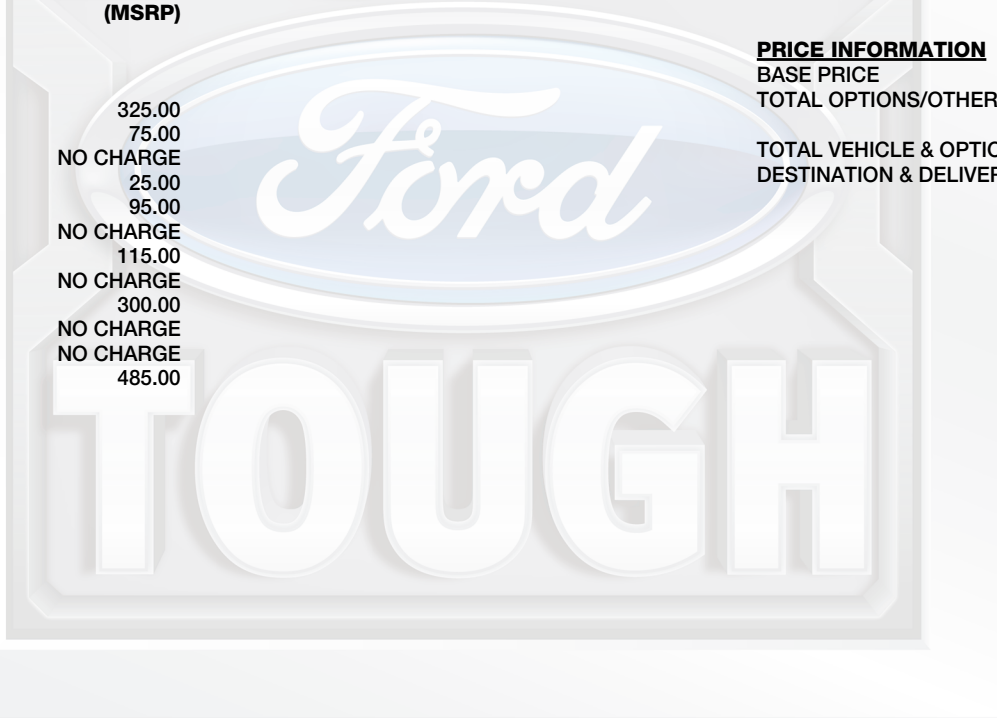 (MSRP)
325.00
75.00
NO CHARGE
25.00
95.00
NO CHARGE
115.00
NO CHARGE
300.00
NO CHARGE
NO CHARGE
485.00
PRICE INFORMATION
BASE PRICE
TOTAL OPTIONS/OTHER
TOTAL VEHICLE & OPTIO
DESTINATION & DELIVER
Ford
TOUGH